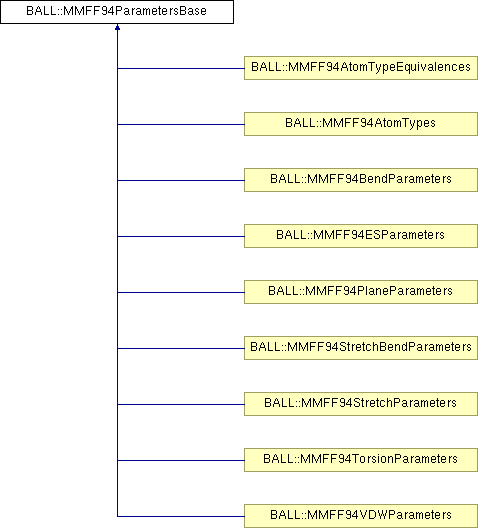 BALL::MMFF94ParametersBase
BALL::MMFF94AtomTypeEquivalences
BALL::MMFF94AtomTypes
BALL::MMFF94BendParameters
BALL::MMFF94ESParameters
BALL::MMFF94PlaneParameters
BALL::MMFF94StretchBendParameters
BALL::MMFF94StretchParameters
BALL::MMFF94TorsionParameters
BALL::MMFF94VDWParameters